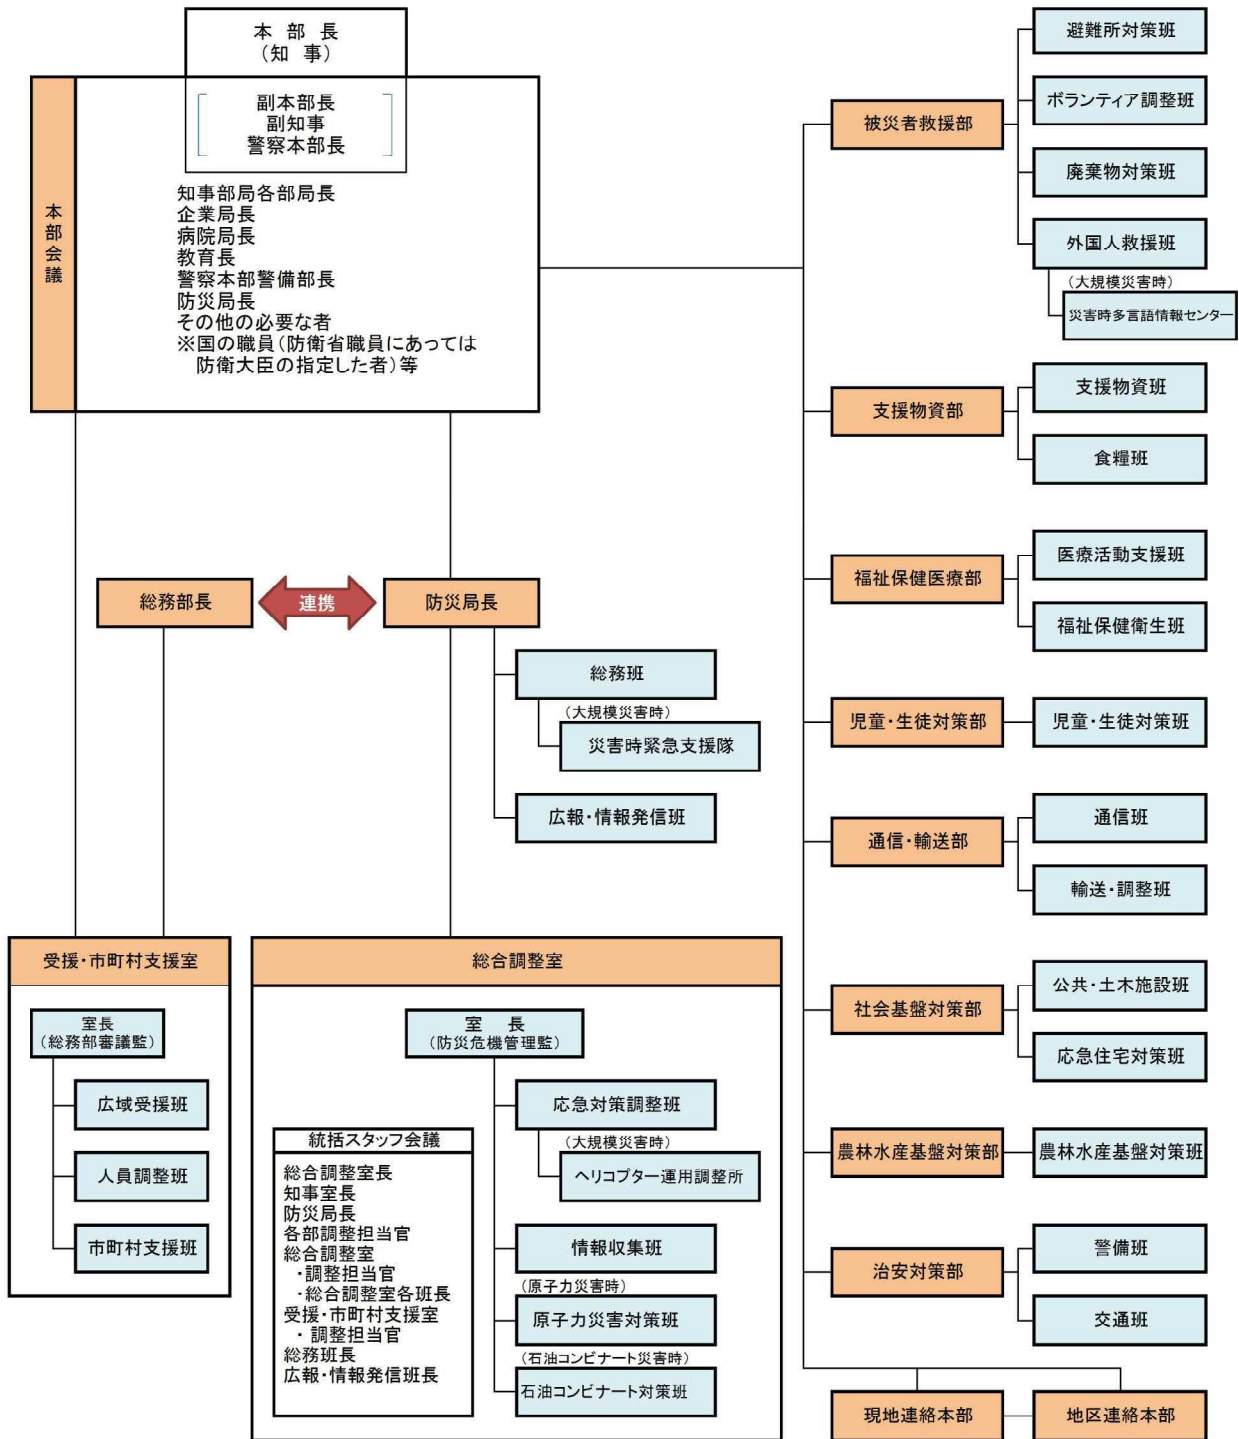 本部長
(知事)
副本部長
副知事
警察本部長
本部会議
知事部局各部局長
企業局長
病院局長
教育長
警察本部警備部長
防災局長
その他の必要な者
※国の職員(防衛省職員にあっては
防衛大臣の指定した者)等
総務部長
連携
防災局長
総務班
(大規模災害時)
災害時緊急支援隊
広報・情報発信班
受援・市町村支援室
室長
(総務部審議監)
広域受援班
人員調整班
市町村支援班
総合調整室
室長
(防災危機管理監)
統括スタッフ会議
総合調整室長
知事室長
防災局長
各部調整担当官
総合調整室
・調整担当官
・総合調整室各班長
受援・市町村支援室
・調整担当官
総務班長
広報・情報発信班長
応急対策調整班
(大規模災害時)
ヘリコプター運用調整所
情報収集班
(原子力災害時)
原子力災害対策班
(石油コンビナート災害時)
石油コンビナート対策班
被災者救援部
避難所対策班
ボランティア調整班
廃棄物対策班
外国人救援班
(大規模災害時)
災害時多言語情報センター
支援物資部
支援物資班
食糧班
福祉保健医療部
医療活動支援班
福祉保健衛生班
児童・生徒対策部
児童・生徒対策班
通信・輸送部
通信班
輸送・調整班
社会基盤対策部
公共・土木施設班
応急住宅対策班
農林水産基盤対策部
農林水産基盤対策班
治安対策部
警備班
交通班
現地連絡本部
地区連絡本部